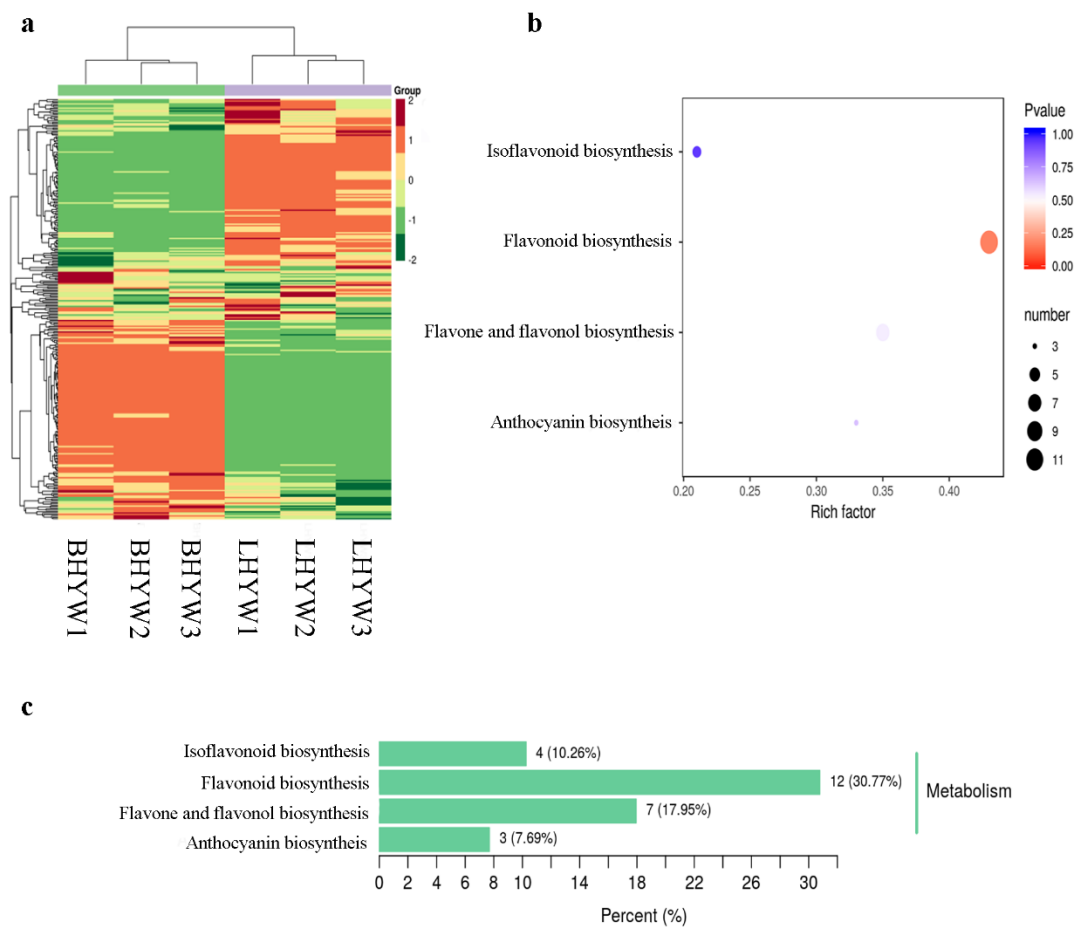 a
Group
2
1
0
-1
-2
BHYW1
BHYW2
BHYW3
LHYW1
LHYW2
LHYW3
b
Isoflavonoid biosynthesis
Flavonoid biosynthesis
Flavone and flavonol biosynthesis
Anthocyanin biosyntheis
0.20
0.25
0.30
0.35
0.40
Rich factor
Pvalue
1.00
0.75
0.50
0.25
0.00
number
3
5
7
9
11
c
Isoflavonoid biosynthesis 4 (10.26%)
Flavonoid biosynthesis 12 (30.77%)
Flavone and flavonol biosynthesis 7 (17.95%)
Anthocyanin biosyntheis 3 (7.69%)
Metabolism
0 2 4 6 8 10 14 18 22 26 30
Percent (%)